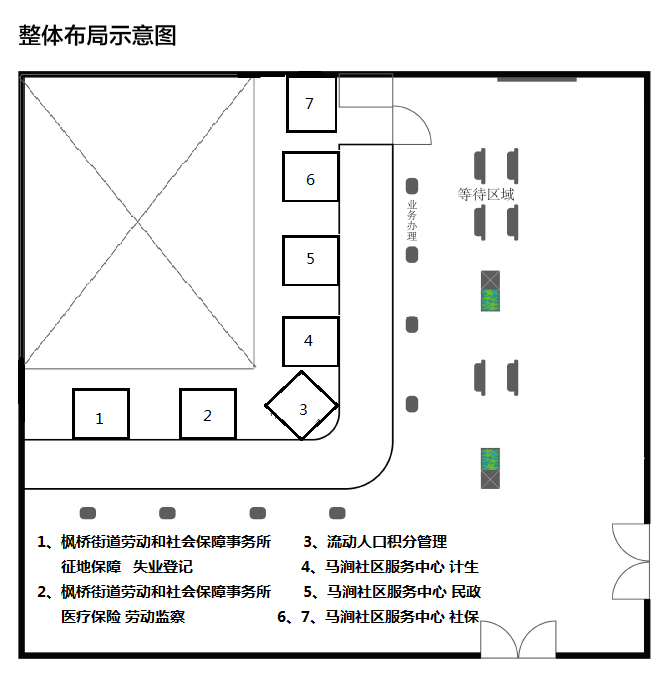 整体布局示意图
7
6
5
4
3
2
1
业务办理
等待区域
1、枫桥街道劳动和社会保障事务所
征地保障 失业登记
2、枫桥街道劳动和社会保障事务所
医疗保险 劳动监察
3、流动人口积分管理
4、马涧社区服务中心 计生
5、马涧社区服务中心 民政
6、7、马涧社区服务中心 社保